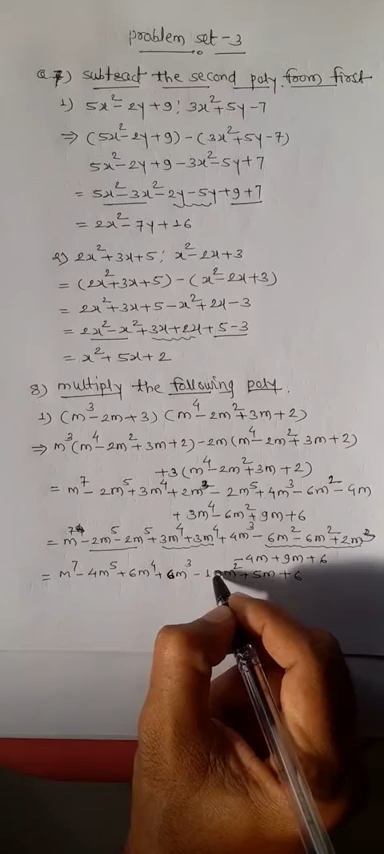 problem set-3
Q.7) subtract the second poly. from first
1) 5x²-2y+9 ; 3x²+5y-7
⇒ (5x²-2y+9) - (3x²+5y-7)
5x²-2y+9-3x²-5y+7
= 5x²-3x²-2y-5y+9+7
= 2x²-7y+16
2) 2x²+3x+5 ; x²-2x+3
= (2x²+3x+5) - (x²-2x+3)
= 2x²+3x+5-x²+2x-3
= 2x²-x²+3x+2x+5-3
= x²+5x+2
8) multiply the following poly.
1) (m³-2m+3) (m⁴-2m²+3m+2)
⇒ m³(m⁴-2m²+3m+2)-2m(m⁴-2m²+3m+2)
+3(m⁴-2m²+3m+2)
= m⁷-2m⁵+3m⁴+2m³-2m⁵+4m³-6m²-4m
+3m⁴-6m²+9m+6
= m⁷-2m⁵-2m⁵+3m⁴+3m⁴+4m³-6m²-6m²+2m³
-4m+9m+6
= m⁷-4m⁵+6m⁴+6m³-1 m²+5m+6